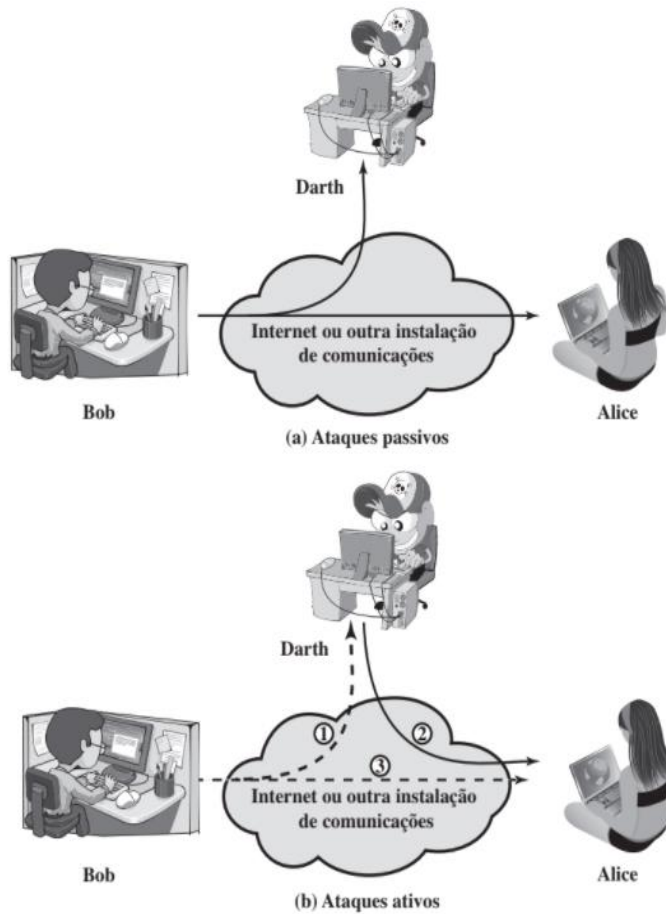 Darth
Internet ou outra instalação
de comunicações
Bob
Alice
(a) Ataques passivos
Darth
1
2
3
Internet ou outra instalação
de comunicações
Bob
Alice
(b) Ataques ativos